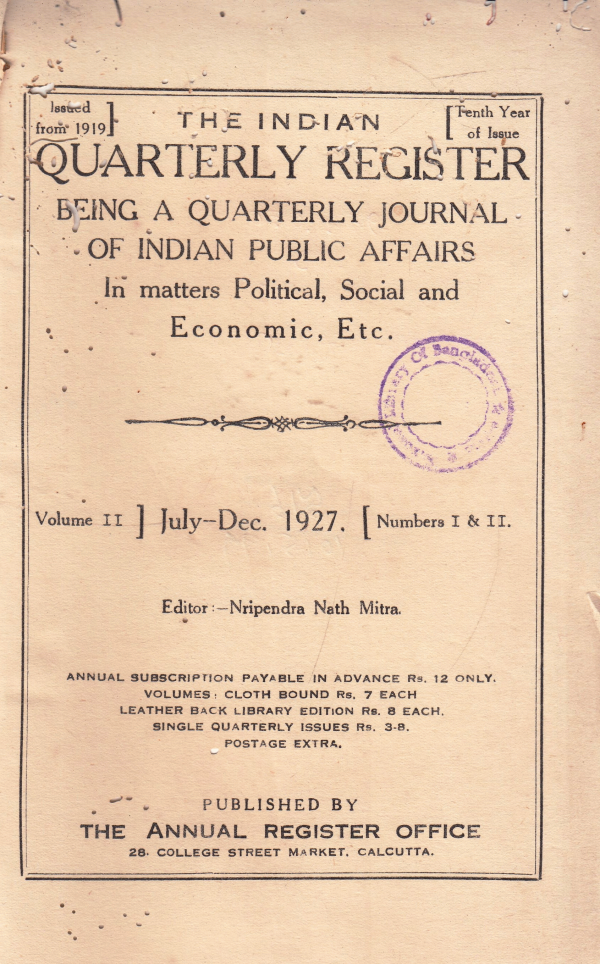 Issued
from 1919]
[Tenth Year
of Issue
THE INDIAN
QUARTERLY REGISTER
BEING A QUARTERLY JOURNAL
OF INDIAN PUBLIC AFFAIRS
In matters Political, Social and
Economic, Etc.
Library Of Bangladesh
Volume II ] July--Dec. 1927. [ Numbers I & II.
Editor:—Nripendra Nath Mitra.
ANNUAL SUBSCRIPTION PAYABLE IN ADVANCE Rs. 12 ONLY.
VOLUMES: CLOTH BOUND Rs. 7 EACH
LEATHER BACK LIBRARY EDITION Rs. 8 EACH.
SINGLE QUARTERLY ISSUES Rs. 3-8.
POSTAGE EXTRA.
PUBLISHED BY
THE ANNUAL REGISTER OFFICE
28, COLLEGE STREET MARKET, CALCUTTA.